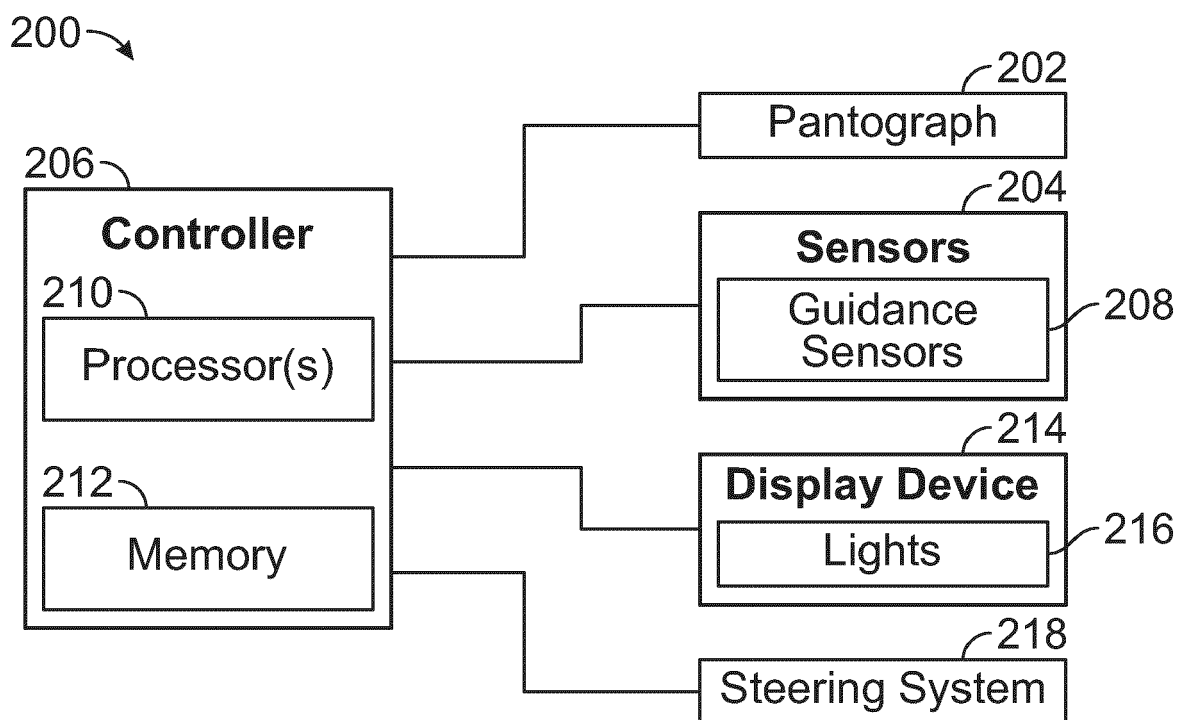 200
202
Pantograph
206
Controller
204
Sensors
210
Processor(s)
Guidance
Sensors
208
214
Display Device
212
Memory
Lights
216
218
Steering System